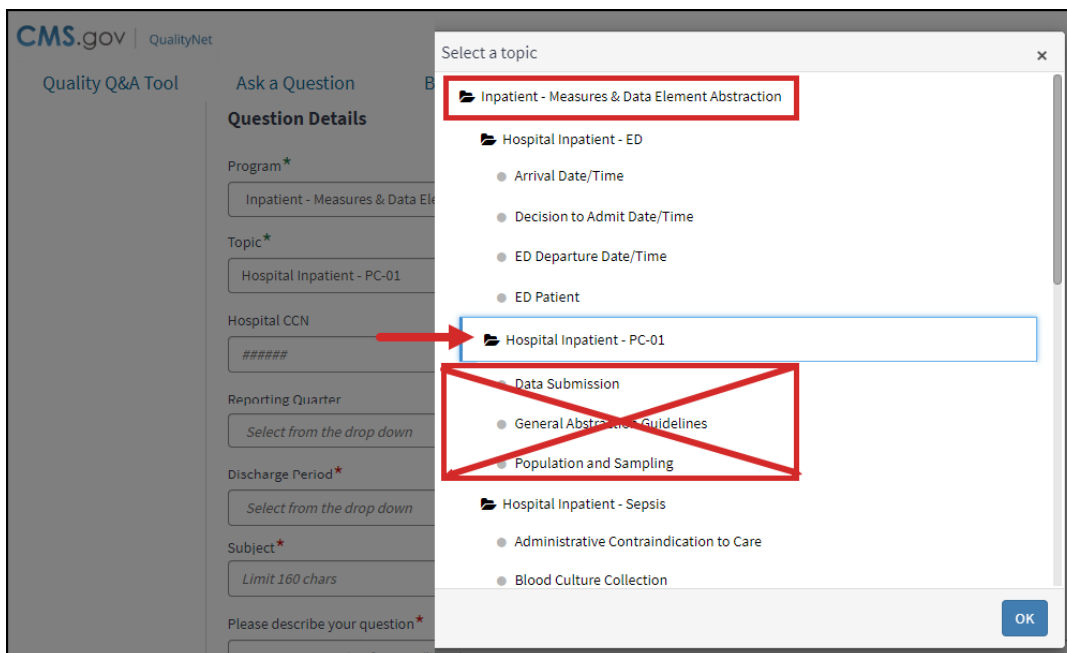 CMS.gov | QualityNet
Quality Q&A Tool
Ask a Question
B
Question Details
Program*
Inpatient - Measures & Data Ele
Topic*
Hospital Inpatient - PC-01
Hospital CCN
######
Reporting Quarter
Select from the drop down
Discharge Period*
Select from the drop down
Subject*
Limit 160 chars
Please describe your question*
Select a topic
×
Inpatient - Measures & Data Element Abstraction
Hospital Inpatient - ED
Arrival Date/Time
Decision to Admit Date/Time
ED Departure Date/Time
ED Patient
Hospital Inpatient - PC-01
Data Submission
General Abstraction Guidelines
Population and Sampling
Hospital Inpatient - Sepsis
Administrative Contraindication to Care
Blood Culture Collection
OK